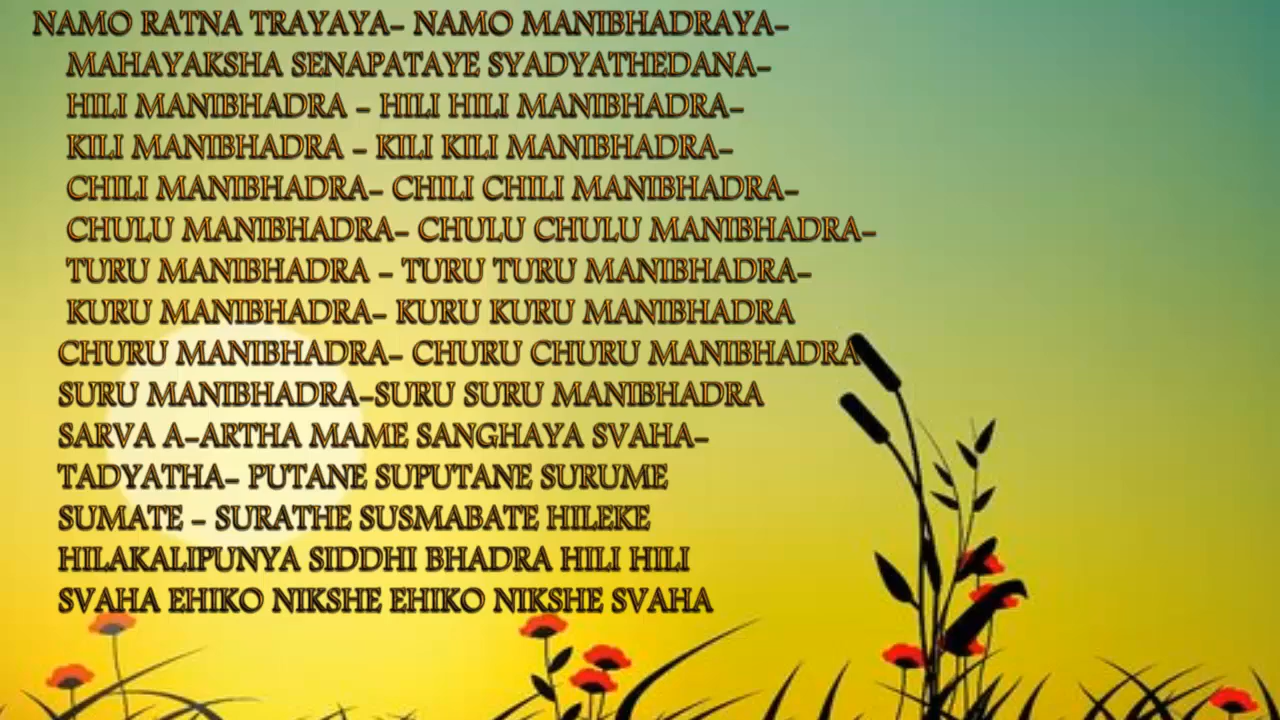 NAMO RATNA TRAYAYA- NAMO MANIBHADRAYA-
MAHAYAKSHA SENAPATAYE SYADYATHEDANA-
HILI MANIBHADRA - HILI HILI MANIBHADRA-
KILI MANIBHADRA - KILI KILI MANIBHADRA-
CHILI MANIBHADRA- CHILI CHILI MANIBHADRA-
CHULU MANIBHADRA- CHULU CHULU MANIBHADRA-
TURU MANIBHADRA - TURU TURU MANIBHADRA-
KURU MANIBHADRA- KURU KURU MANIBHADRA
CHURU MANIBHADRA- CHURU CHURU MANIBHADRA
SURU MANIBHADRA-SURU SURU MANIBHADRA
SARVA A-ARTHA MAME SANGHAYA SVAHA-
TADYATHA- PUTANE SUPUTANE SURUME
SUMATE - SURATHE SUSMABATE HILEKE
HILAKALIPUNYA SIDDHI BHADRA HILI HILI
SVAHA EHIKO NIKSHE EHIKO NIKSHE SVAHA